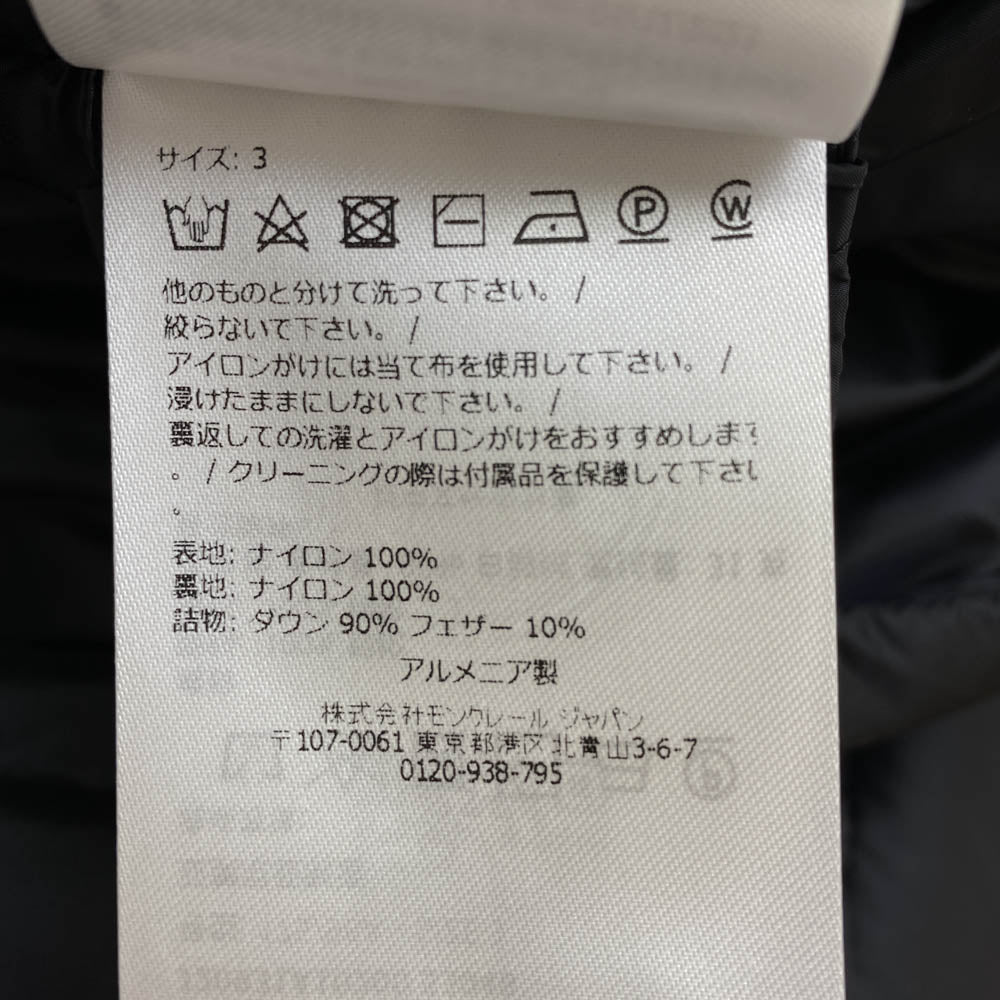 サイズ: 3
P W
他のものと分けて洗って下さい。 /
絞らないで下さい。 /
アイロンがけには当て布を使用して下さい。 /
浸けたままにしないで下さい。 /
裏返しての洗濯とアイロンがけをおすすめします
。 / クリーニングの際は付属品を保護して下さい
。
表地: ナイロン 100%
裏地: ナイロン 100%
詰物: ダウン 90% フェザー 10%
アルメニア製
株式会社モンクレール ジャパン
〒107-0061 東京都港区北青山3-6-7
0120-938-795